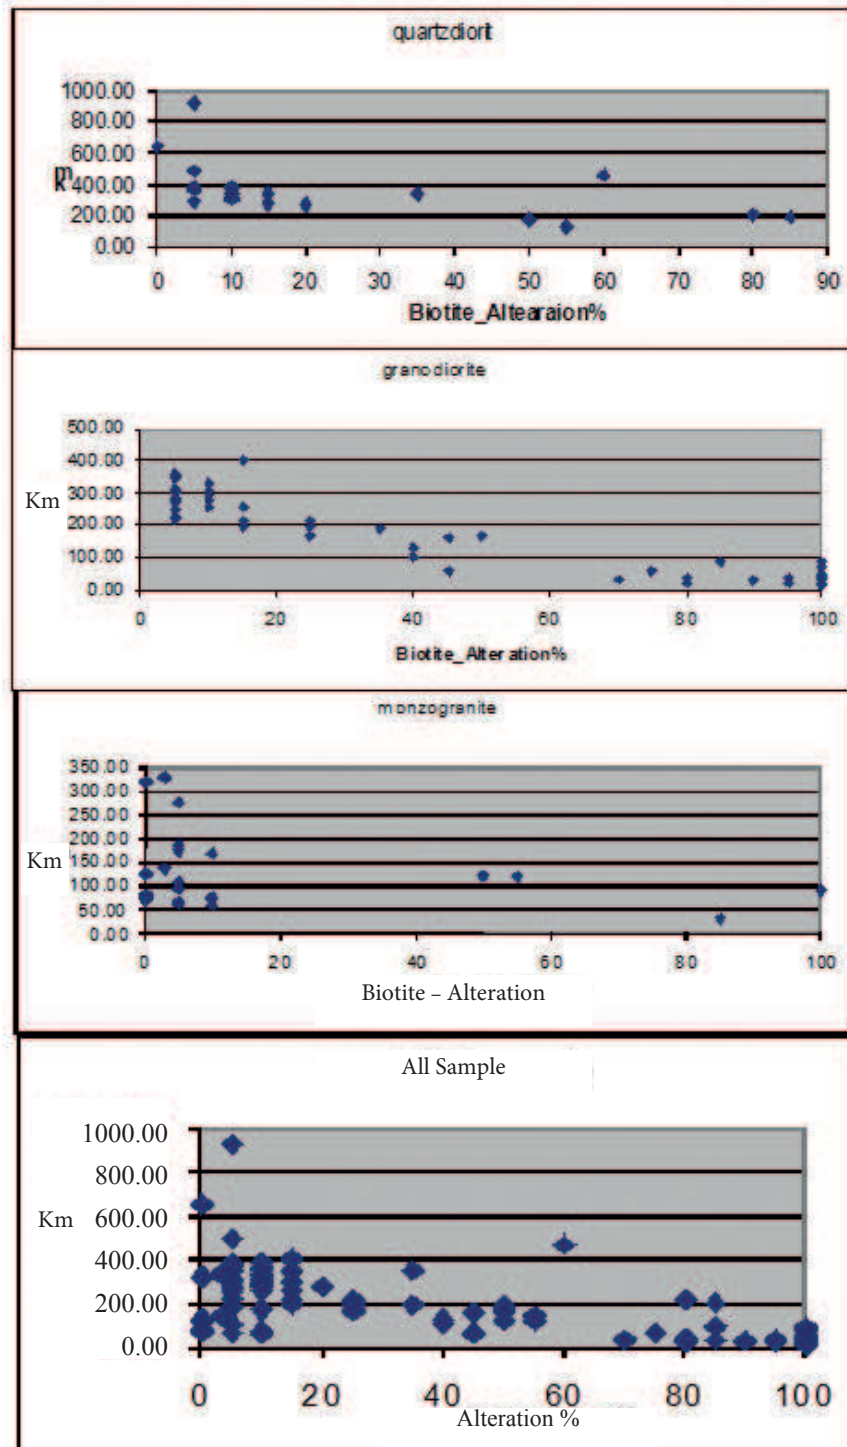 quartzdiorit
1000.00
800.00
600.00
400.00
200.00
0.00
0 10 20 30 40 50 60 70 80 90
Biotite_Altearaion%
granodiorite
500.00
400.00
Km 300.00
200.00
100.00
0.00
0 20 40 60 80 100
Biotite_Alteration%
monzogranite
350.00
300.00
250.00
200.00
Km 150.00
100.00
50.00
0.00
0 20 40 60 80 100
Biotite – Alteration
All Sample
1000.00
800.00
Km 600.00
400.00
200.00
0.00
0 20 40 60 80 100
Alteration %